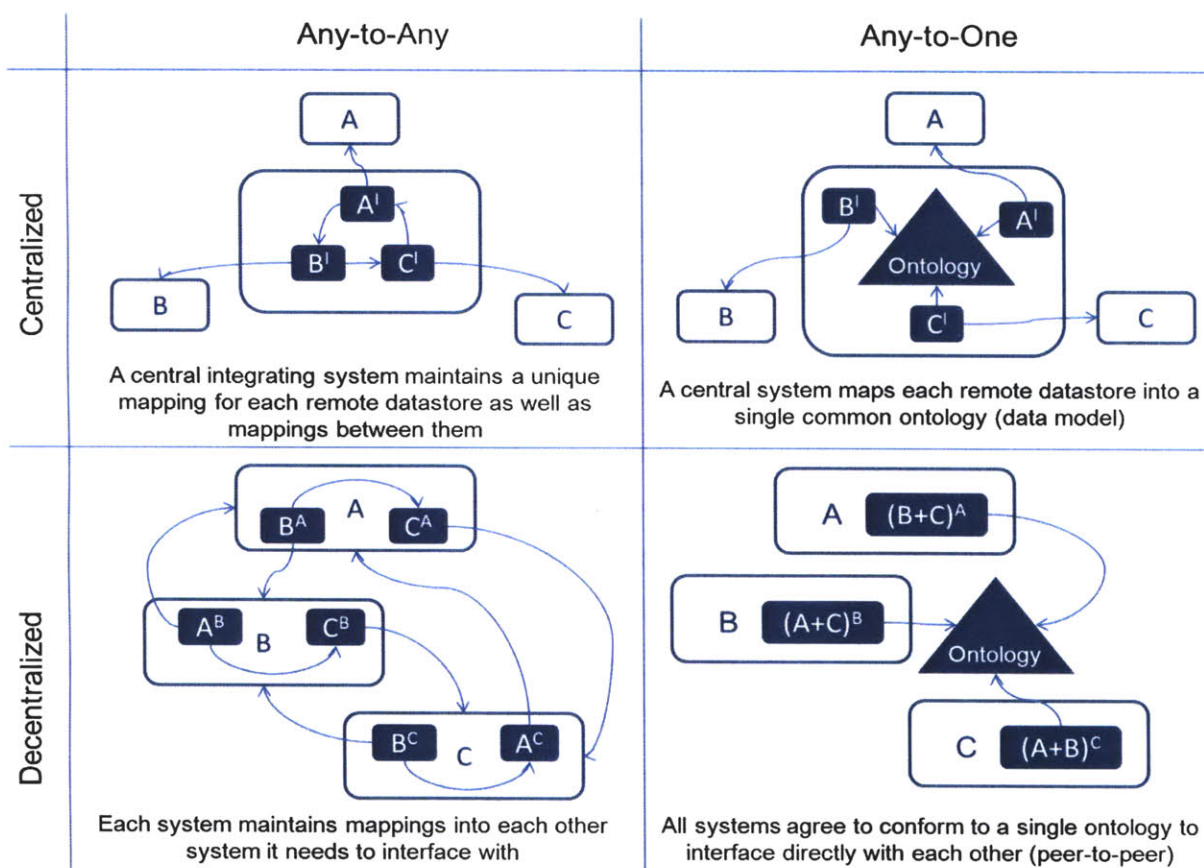 Any-to-Any
Any-to-One
Centralized
A
A^I
B^I
C^I
B
C
A central integrating system maintains a unique
mapping for each remote datastore as well as
mappings between them
A
B^I
A^I
Ontology
B
C^I
C
A central system maps each remote datastore into a
single common ontology (data model)
Decentralized
A
B^A
C^A
A^B
B
C^B
B^C
C
A^C
Each system maintains mappings into each other
system it needs to interface with
A (B+C)^A
B (A+C)^B
Ontology
C (A+B)^C
All systems agree to conform to a single ontology to
interface directly with each other (peer-to-peer)